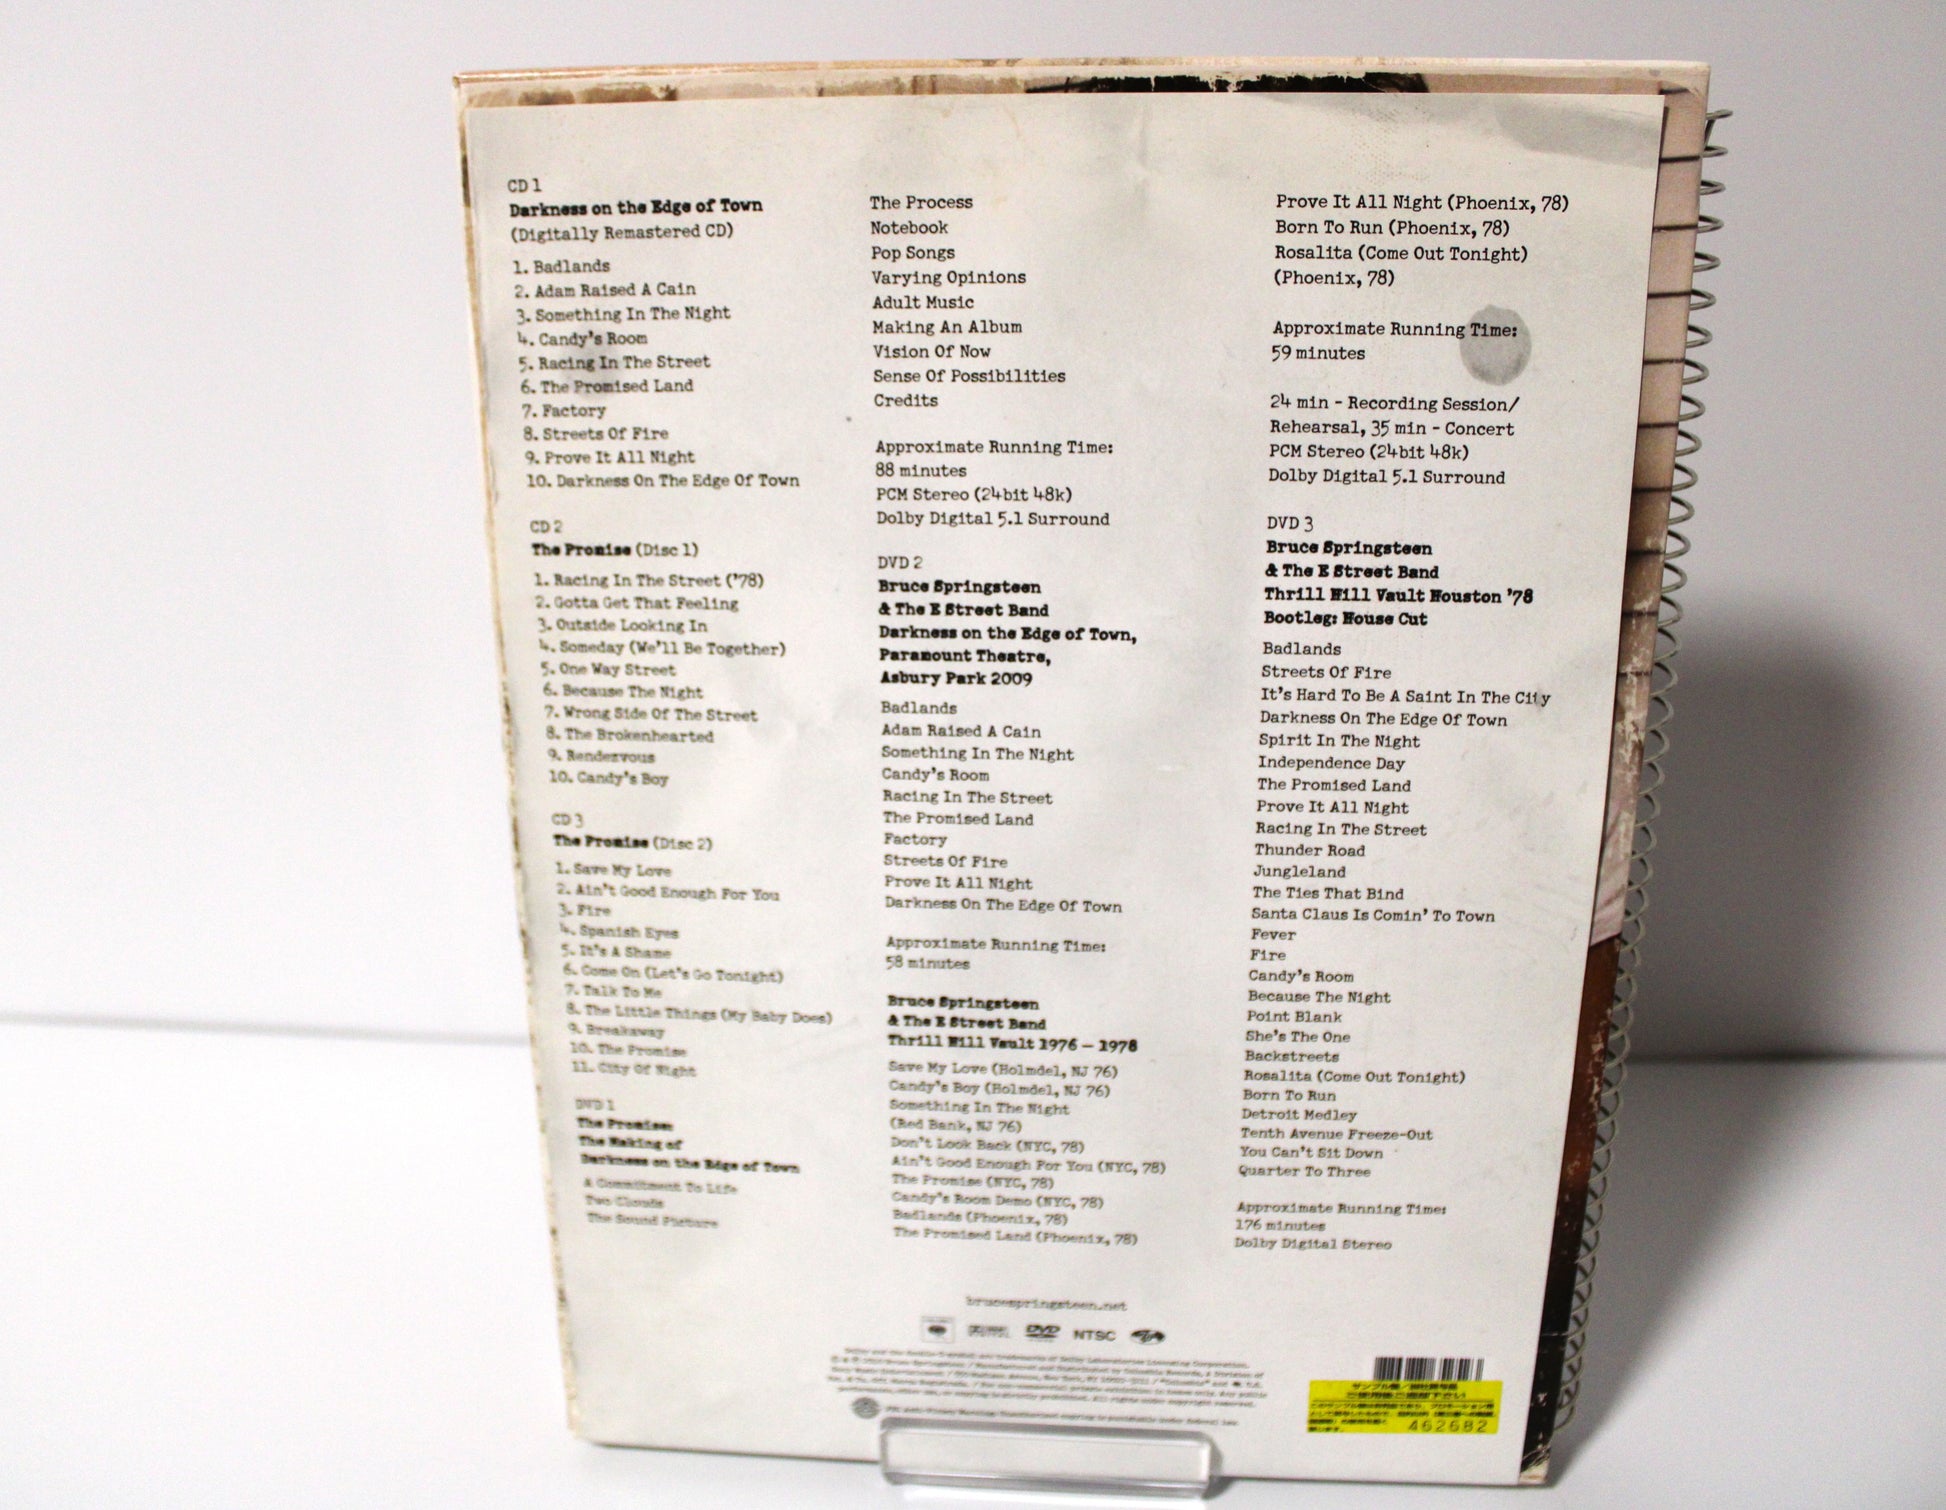 CD 1
Darkness on the Edge of Town
(Digitally Remastered CD)
1. Badlands
2. Adam Raised A Cain
3. Something In The Night
4. Candy's Room
5. Racing In The Street
6. The Promised Land
7. Factory
8. Streets Of Fire
9. Prove It All Night
10. Darkness On The Edge Of Town
CD 2
The Promise (Disc 1)
1. Racing In The Street ('78)
2. Gotta Get That Feeling
3. Outside Looking In
4. Someday (We'll Be Together)
5. One Way Street
6. Because The Night
7. Wrong Side Of The Street
8. The Brokenhearted
9. Rendezvous
10. Candy's Boy
CD 3
The Promise (Disc 2)
1. Save My Love
2. Ain't Good Enough For You
3. Fire
4. Spanish Eyes
5. It's A Shame
6. Come On (Let's Go Tonight)
7. Talk To Me
8. The Little Things (My Baby Does)
9. Breakaway
10. The Promise
11. City Of Night
DVD 1
The Promise:
The Making of
Darkness on the Edge of Town
A Commitment To Life
Two Clouds
The Sound Picture
The Process
Notebook
Pop Songs
Varying Opinions
Adult Music
Making An Album
Vision Of Now
Sense Of Possibilities
Credits
Approximate Running Time:
88 minutes
PCM Stereo (24bit 48k)
Dolby Digital 5.1 Surround
DVD 2
Bruce Springsteen
& The E Street Band
Darkness on the Edge of Town,
Paramount Theatre,
Asbury Park 2009
Badlands
Adam Raised A Cain
Something In The Night
Candy's Room
Racing In The Street
The Promised Land
Factory
Streets Of Fire
Prove It All Night
Darkness On The Edge Of Town
Approximate Running Time:
58 minutes
Bruce Springsteen
& The E Street Band
Thrill Hill Vault 1976 – 1978
Save My Love (Holmdel, NJ 76)
Candy's Boy (Holmdel, NJ 76)
Something In The Night
(Red Bank, NJ 76)
Don't Look Back (NYC, 78)
Ain't Good Enough For You (NYC, 78)
The Promise (NYC, 78)
Candy's Room Demo (NYC, 78)
Badlands (Phoenix, 78)
The Promised Land (Phoenix, 78)
Prove It All Night (Phoenix, 78)
Born To Run (Phoenix, 78)
Rosalita (Come Out Tonight)
(Phoenix, 78)
Approximate Running Time:
59 minutes
24 min - Recording Session/
Rehearsal, 35 min - Concert
PCM Stereo (24bit 48k)
Dolby Digital 5.1 Surround
DVD 3
Bruce Springsteen
& The E Street Band
Thrill Hill Vault Houston '78
Bootleg: House Cut
Badlands
Streets Of Fire
It's Hard To Be A Saint In The City
Darkness On The Edge Of Town
Spirit In The Night
Independence Day
The Promised Land
Prove It All Night
Racing In The Street
Thunder Road
Jungleland
The Ties That Bind
Santa Claus Is Comin' To Town
Fever
Fire
Candy's Room
Because The Night
Point Blank
She's The One
Backstreets
Rosalita (Come Out Tonight)
Born To Run
Detroit Medley
Tenth Avenue Freeze-Out
You Can't Sit Down
Quarter To Three
Approximate Running Time:
176 minutes
Dolby Digital Stereo
brucespringsteen.net
DVD NTSC
462682